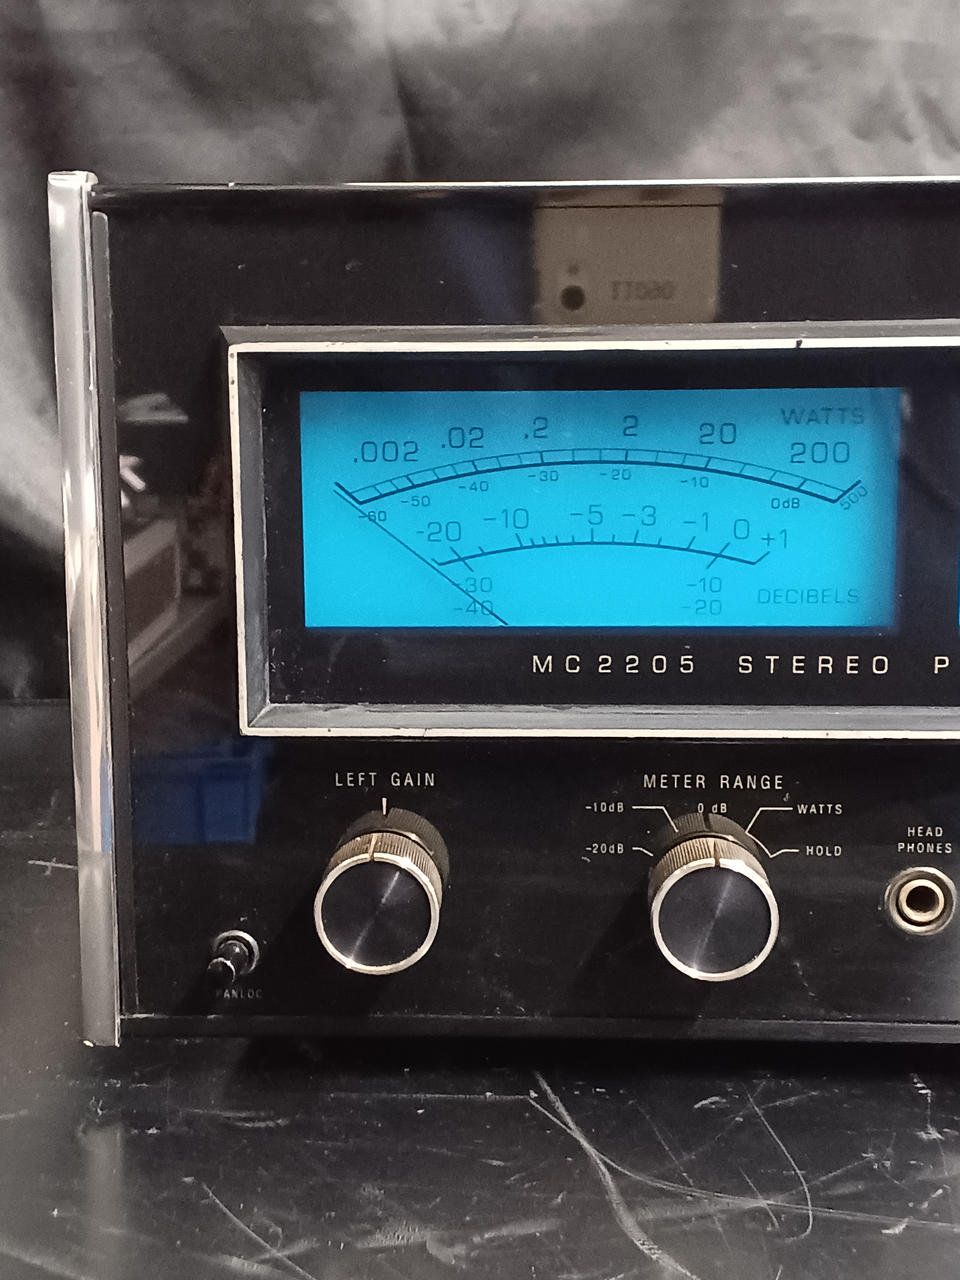 WATTS
.002 .02 .2 2 20 200
500
-60 -50 -40 -30 -20 -10 0dB
-20 -10 -5 -3 -1 0 +1
-30 -10
-40 -20 DECIBELS
MC2205 STEREO P
LEFT GAIN
METER RANGE
-10dB 0 dB WATTS
-20dB HOLD
HEAD
PHONES
PANLOC